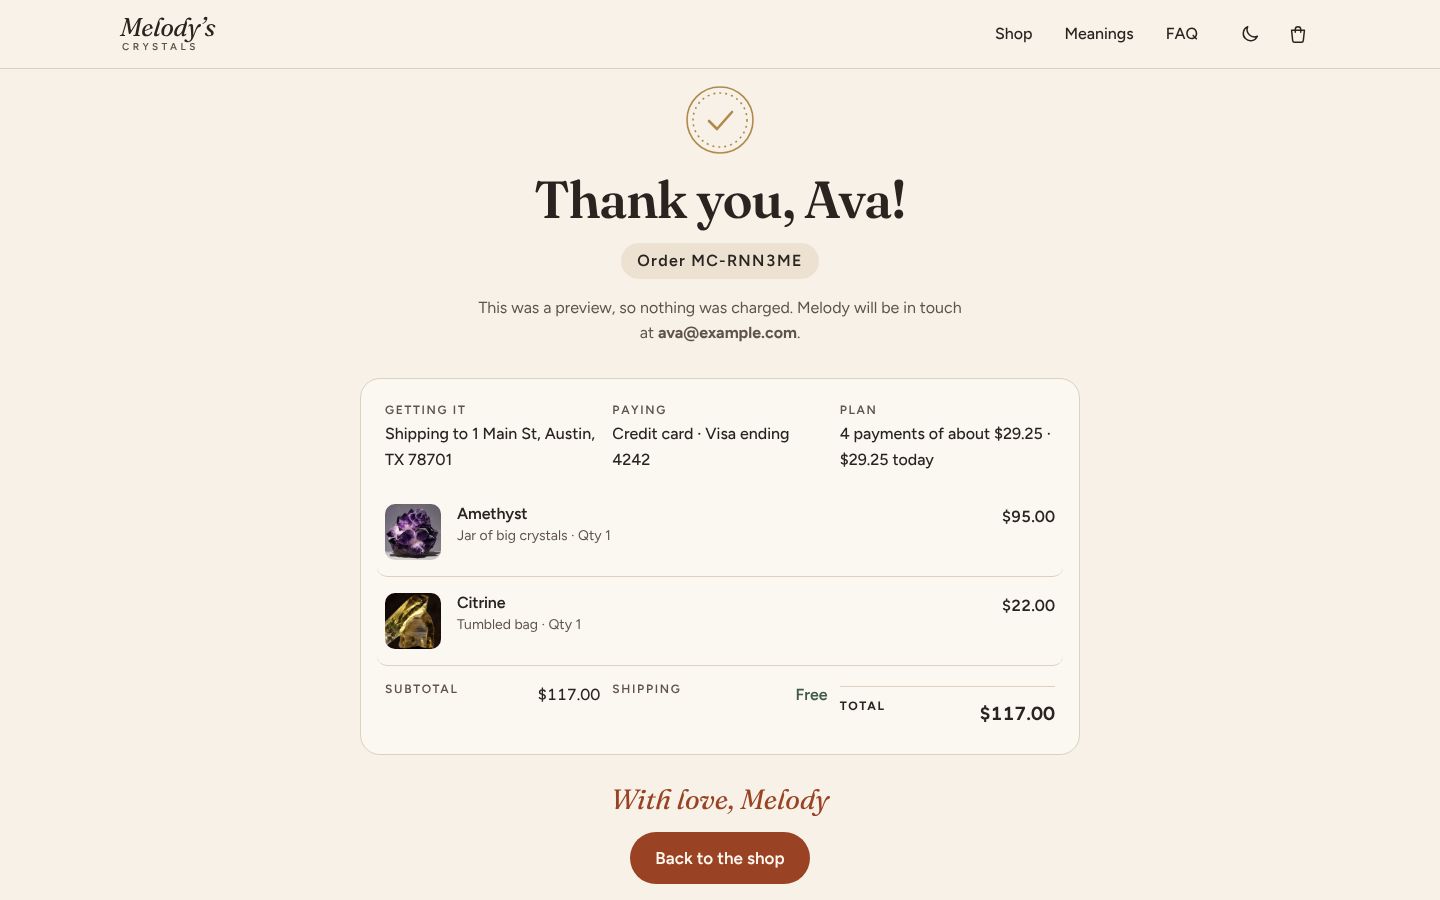 Melody's
CRYSTALS
Shop
Meanings
FAQ
Thank you, Ava!
Order MC-RNN3ME
This was a preview, so nothing was charged. Melody will be in touch
at ava@example.com.
GETTING IT
Shipping to 1 Main St, Austin,
TX 78701
PAYING
Credit card · Visa ending
4242
PLAN
4 payments of about $29.25 ·
$29.25 today
Amethyst
$95.00
Jar of big crystals · Qty 1
Citrine
$22.00
Tumbled bag · Qty 1
SUBTOTAL
$117.00
SHIPPING
Free
TOTAL
$117.00
With love, Melody
Back to the shop